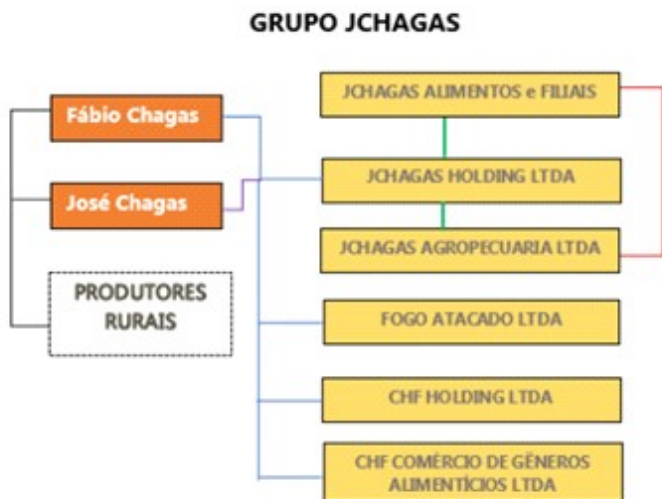 GRUPO JCHAGAS
Fábio Chagas
José Chagas
PRODUTORES
RURAIS
JCHAGAS ALIMENTOS e FILIAIS
JCHAGAS HOLDING LTDA
JCHAGAS AGROPECUARIA LTDA
FOGO ATACADO LTDA
CHF HOLDING LTDA
CHF COMÉRCIO DE GÊNEROS
ALIMENTÍCIOS LTDA